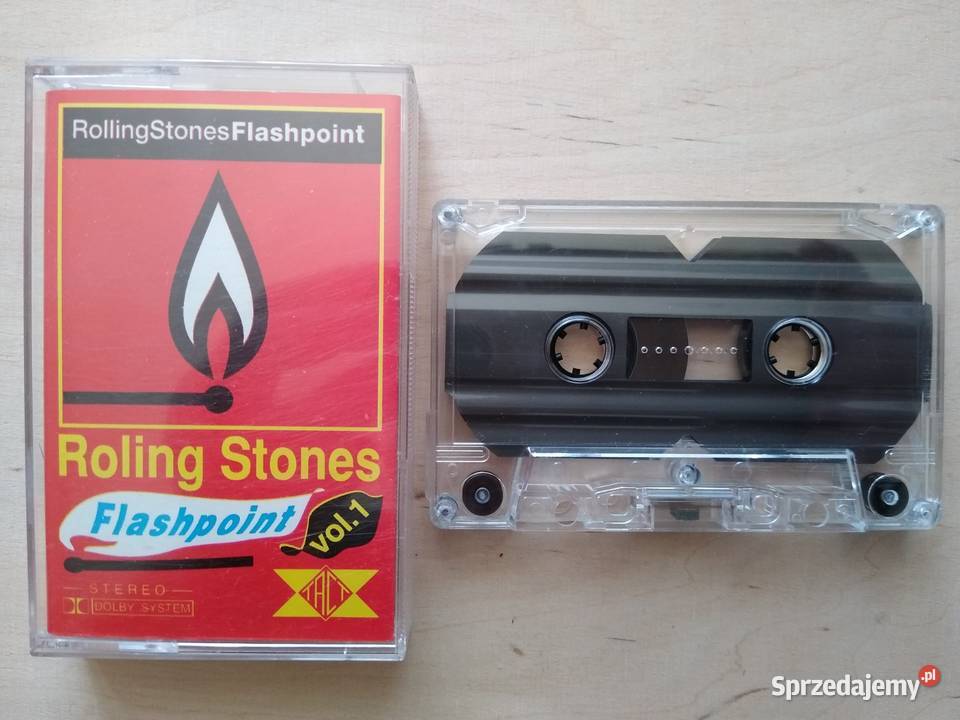 RollingStonesFlashpoint
Roling Stones
Flashpoint
vol.1
STEREO
DOLBY SYSTEM
TACT
Sprzedajemy.pl